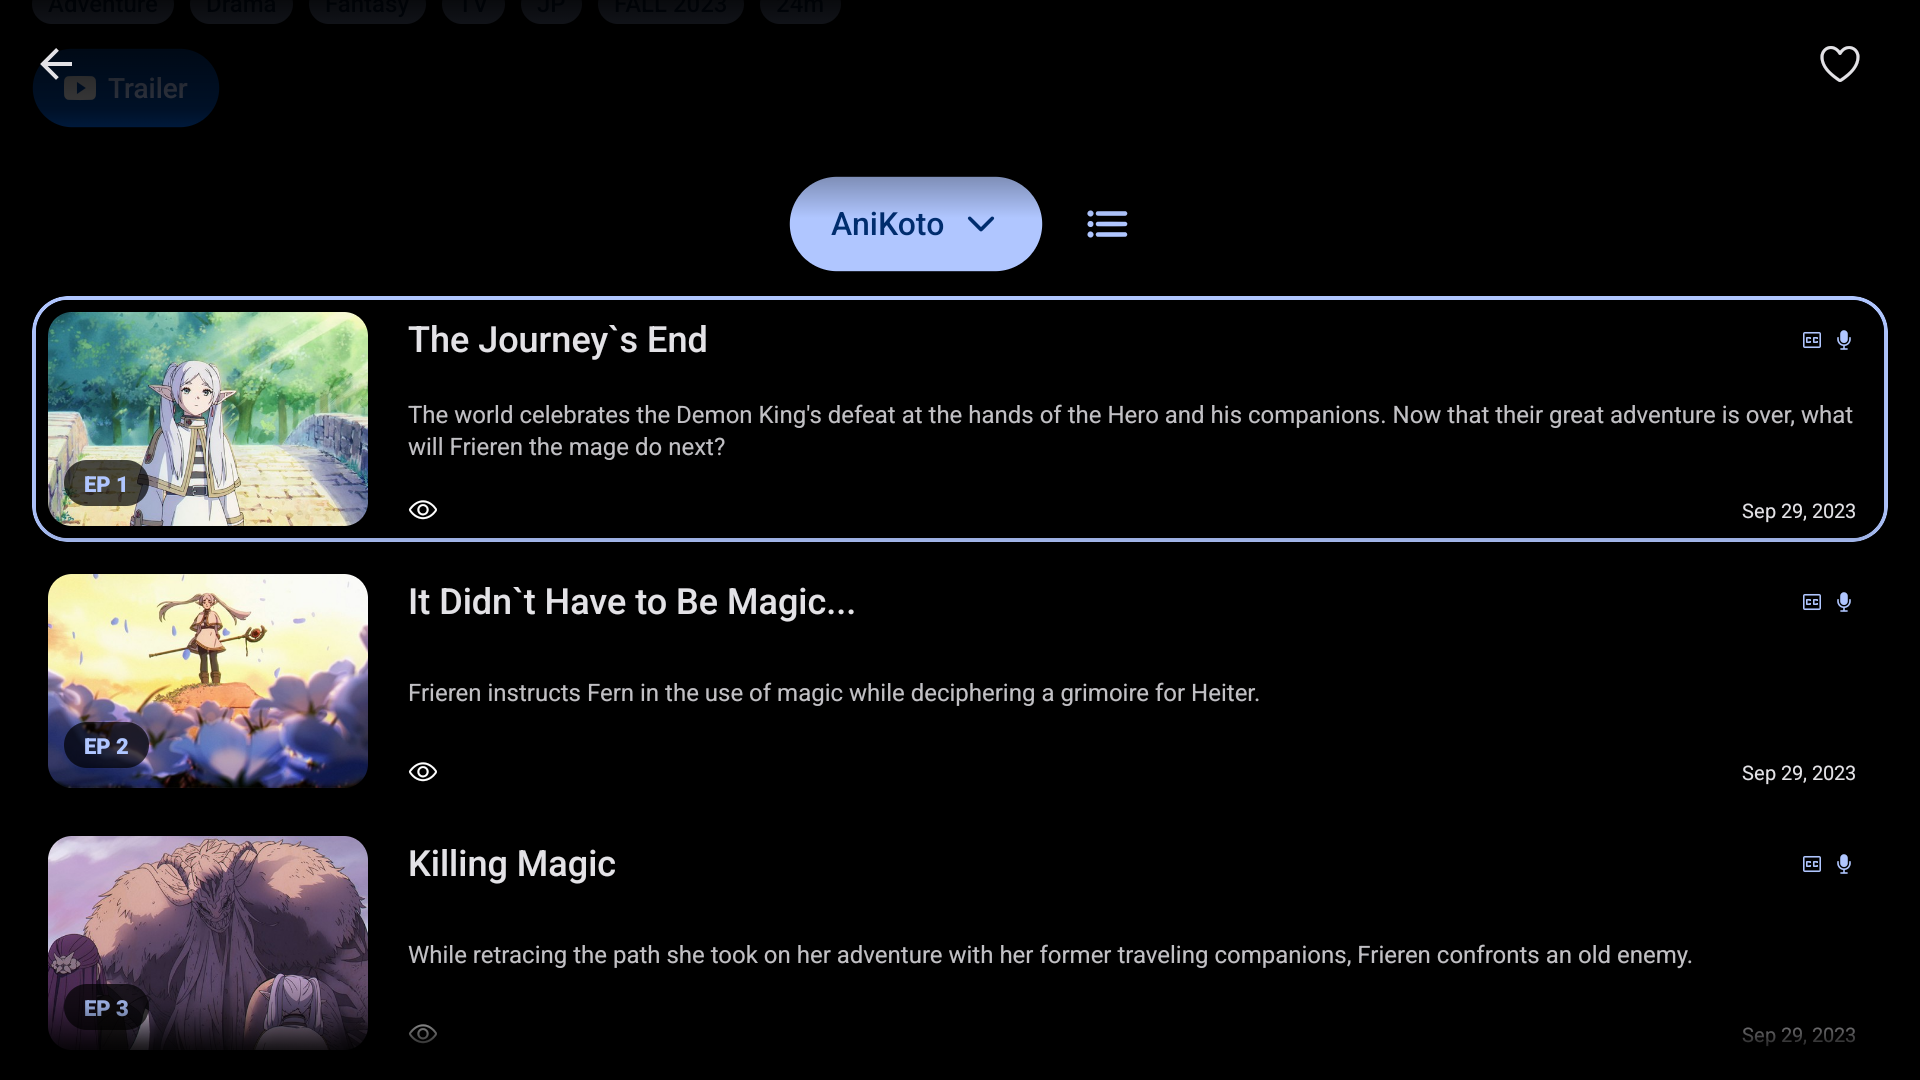 Adventure Drama Fantasy TV JP FALL 2023 24m
Trailer
AniKoto
The Journey`s End
The world celebrates the Demon King's defeat at the hands of the Hero and his companions. Now that their great adventure is over, what
will Frieren the mage do next?
EP 1
Sep 29, 2023
It Didn`t Have to Be Magic...
Frieren instructs Fern in the use of magic while deciphering a grimoire for Heiter.
EP 2
Sep 29, 2023
Killing Magic
While retracing the path she took on her adventure with her former traveling companions, Frieren confronts an old enemy.
EP 3
Sep 29, 2023